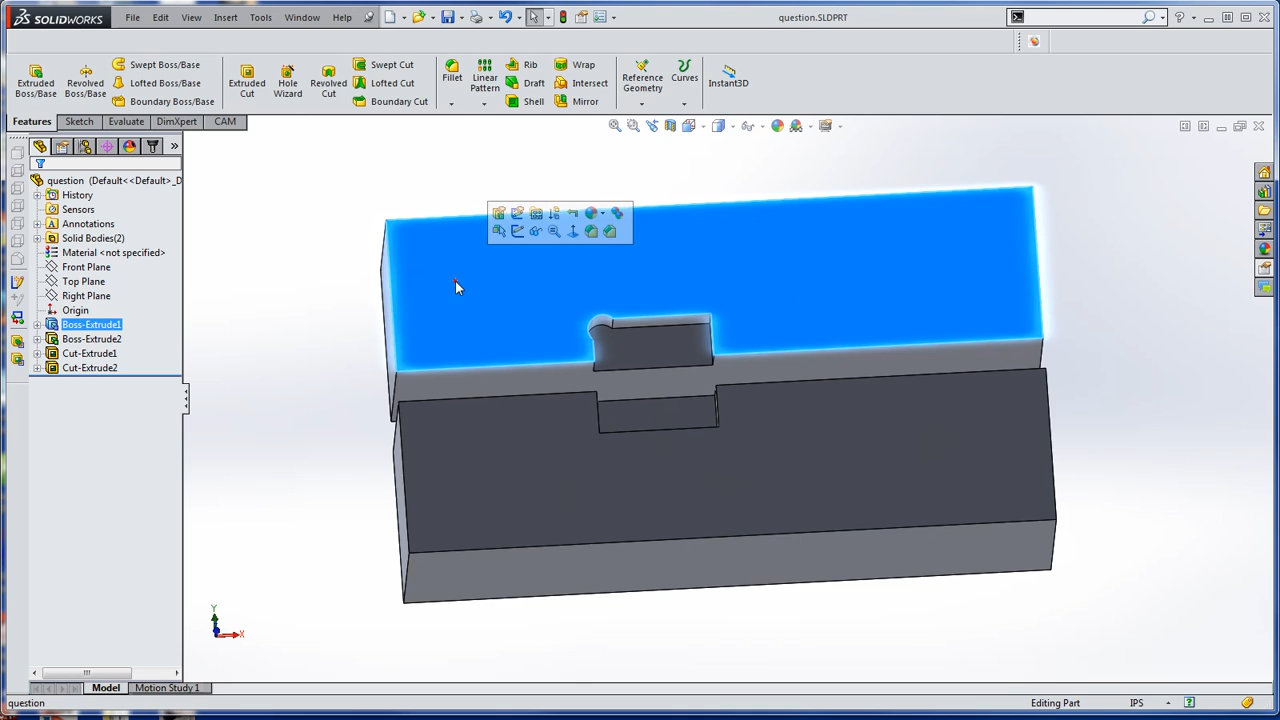 SOLIDWORKS File Edit View Insert Tools Window Help question.SLDPRT
Extruded Boss/Base
Revolved Boss/Base
Swept Boss/Base
Lofted Boss/Base
Boundary Boss/Base
Extruded Cut
Hole Wizard
Revolved Cut
Swept Cut
Lofted Cut
Boundary Cut
Fillet
Linear Pattern
Rib
Draft
Shell
Wrap
Intersect
Mirror
Reference Geometry
Curves
Instant3D
Features Sketch Evaluate DimXpert CAM
question (Default<<Default>_D
History
Sensors
Annotations
Solid Bodies(2)
Material <not specified>
Front Plane
Top Plane
Right Plane
Origin
Boss-Extrude1
Boss-Extrude2
Cut-Extrude1
Cut-Extrude2
Y
X
Model Motion Study 1
question Editing Part IPS